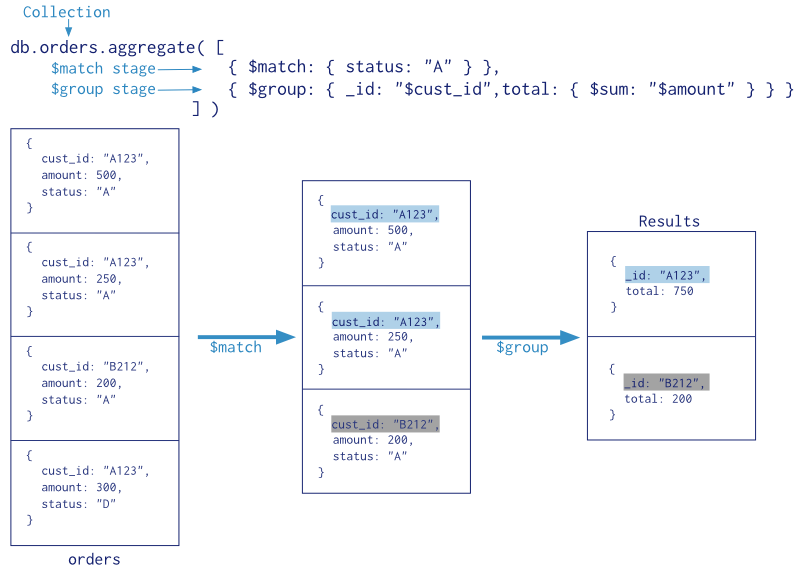 Collection
db.orders.aggregate( [
$match stage
{ $match: { status: "A" } },
$group stage
{ $group: { _id: "$cust_id",total: { $sum: "$amount" } } }
] )
{
cust_id: "A123",
amount: 500,
status: "A"
}
{
cust_id: "A123",
amount: 250,
status: "A"
}
{
cust_id: "B212",
amount: 200,
status: "A"
}
{
cust_id: "A123",
amount: 300,
status: "D"
}
orders
$match
{
cust_id: "A123",
amount: 500,
status: "A"
}
{
cust_id: "A123",
amount: 250,
status: "A"
}
{
cust_id: "B212",
amount: 200,
status: "A"
}
$group
Results
{
_id: "A123",
total: 750
}
{
_id: "B212",
total: 200
}